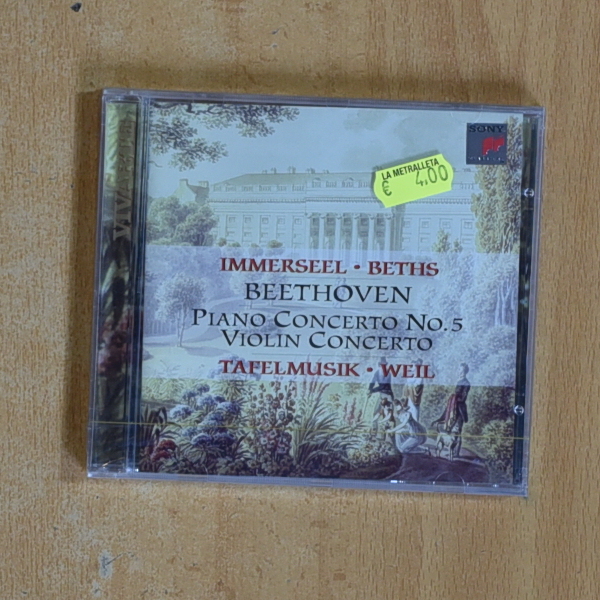 SONY
LA METRALLETA
€ 4,00
IMMERSEEL • BETHS
BEETHOVEN
PIANO CONCERTO NO. 5
VIOLIN CONCERTO
TAFELMUSIK • WEIL